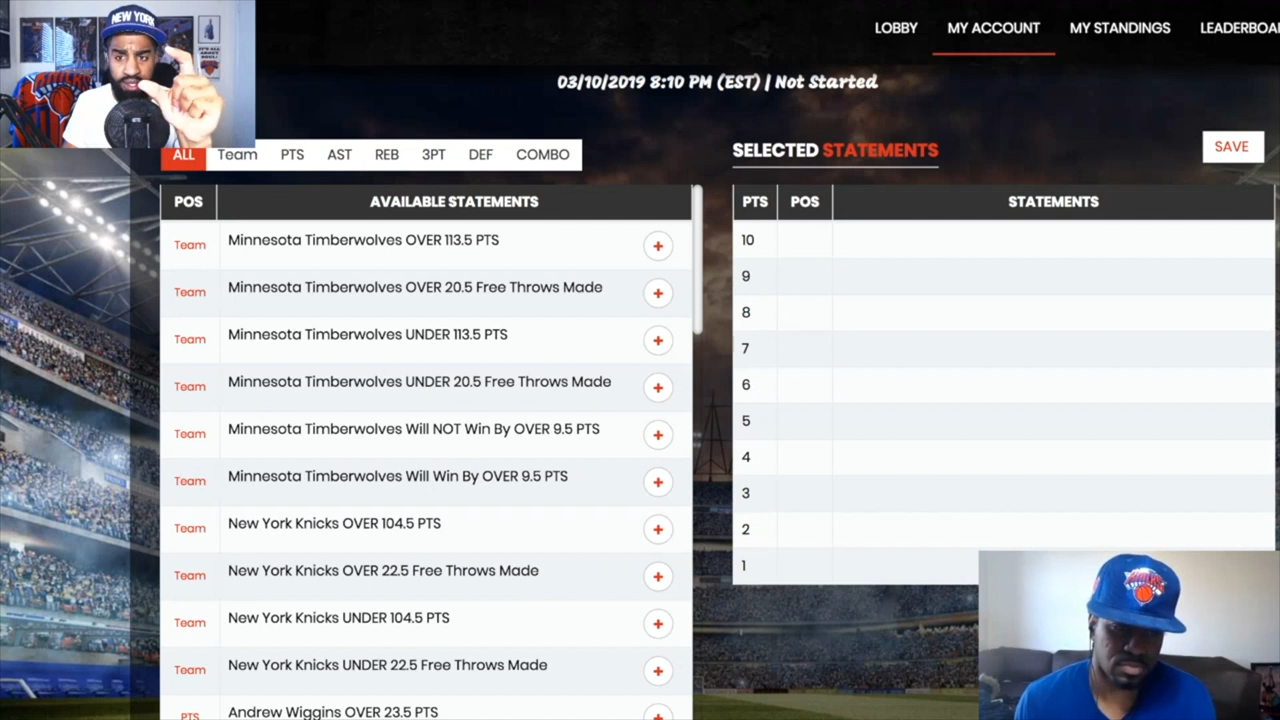 NEW YORK
KNICKS
LOBBY
MY ACCOUNT
MY STANDINGS
LEADERBOA
03/10/2019 8:10 PM (EST) | Not Started
ALL Team PTS AST REB 3PT DEF COMBO
SELECTED STATEMENTS
SAVE
POS AVAILABLE STATEMENTS
Team Minnesota Timberwolves OVER 113.5 PTS +
Team Minnesota Timberwolves OVER 20.5 Free Throws Made +
Team Minnesota Timberwolves UNDER 113.5 PTS +
Team Minnesota Timberwolves UNDER 20.5 Free Throws Made +
Team Minnesota Timberwolves Will NOT Win By OVER 9.5 PTS +
Team Minnesota Timberwolves Will Win By OVER 9.5 PTS +
Team New York Knicks OVER 104.5 PTS +
Team New York Knicks OVER 22.5 Free Throws Made +
Team New York Knicks UNDER 104.5 PTS +
Team New York Knicks UNDER 22.5 Free Throws Made +
PTS Andrew Wiggins OVER 23.5 PTS +
PTS POS STATEMENTS
10
9
8
7
6
5
4
3
2
1
KNICKS